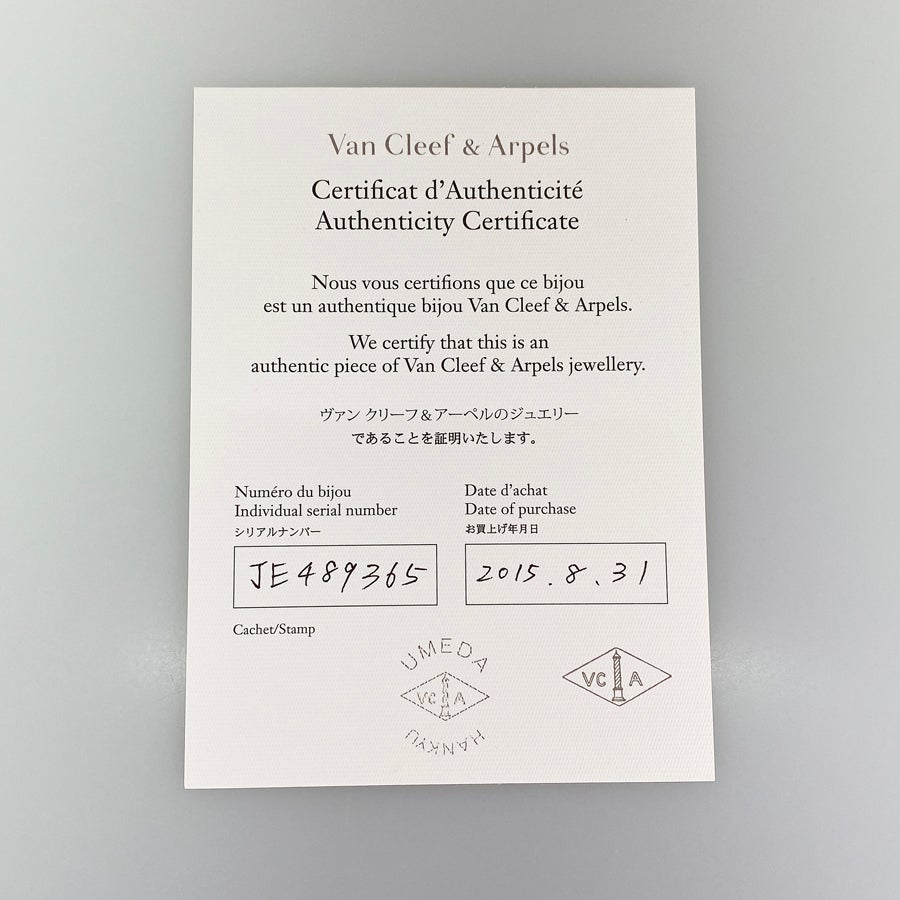 Van Cleef & Arpels
Certificat d'Authenticité
Authenticity Certificate
Nous vous certifions que ce bijou
est un authentique bijou Van Cleef & Arpels.
We certify that this is an
authentic piece of Van Cleef & Arpels jewellery.
ヴァン クリーフ&アーペルのジュエリー
であることを証明いたします。
Numéro du bijou
Individual serial number
シリアルナンバー
JE489365
Date d'achat
Date of purchase
お買上げ年月日
2015.8.31
Cachet/Stamp
UMEDA
VC A
HANKYU
VC A